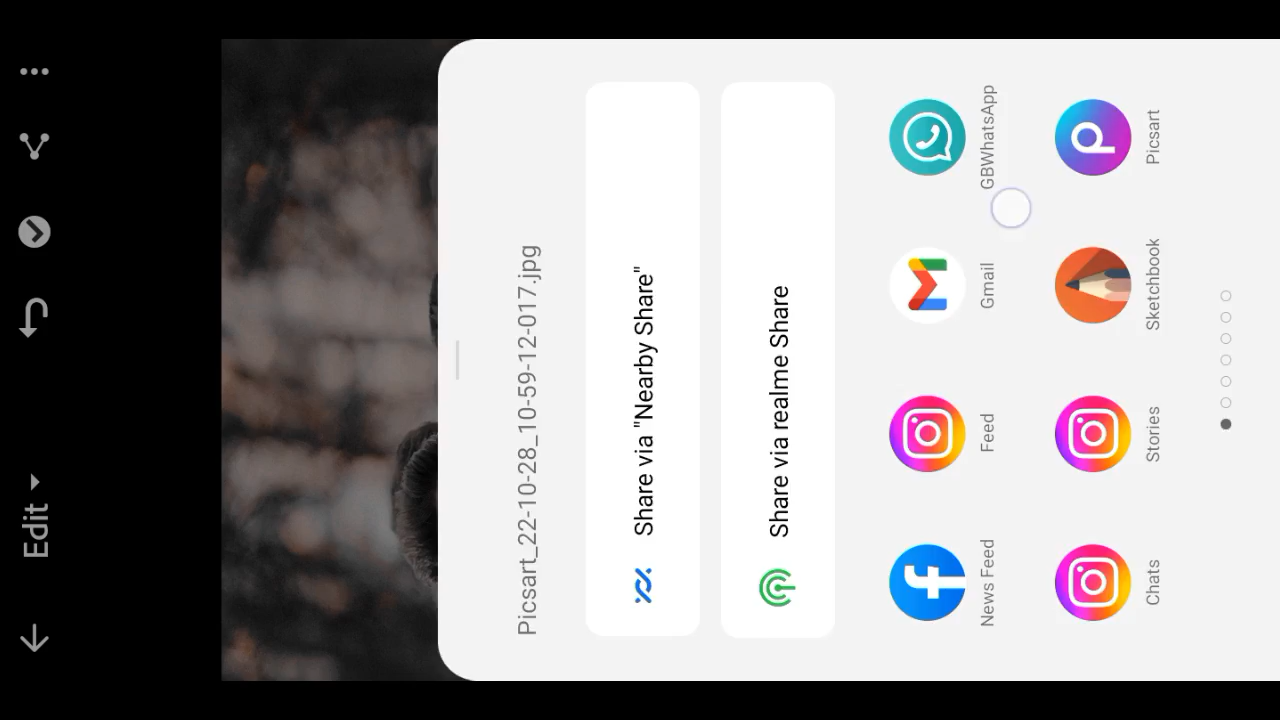 Edit
Picsart_22-10-28_10-59-12-017.jpg
Share via "Nearby Share"
Share via realme Share
News Feed
Feed
Gmail
GBWhatsApp
Chats
Stories
Sketchbook
Picsart